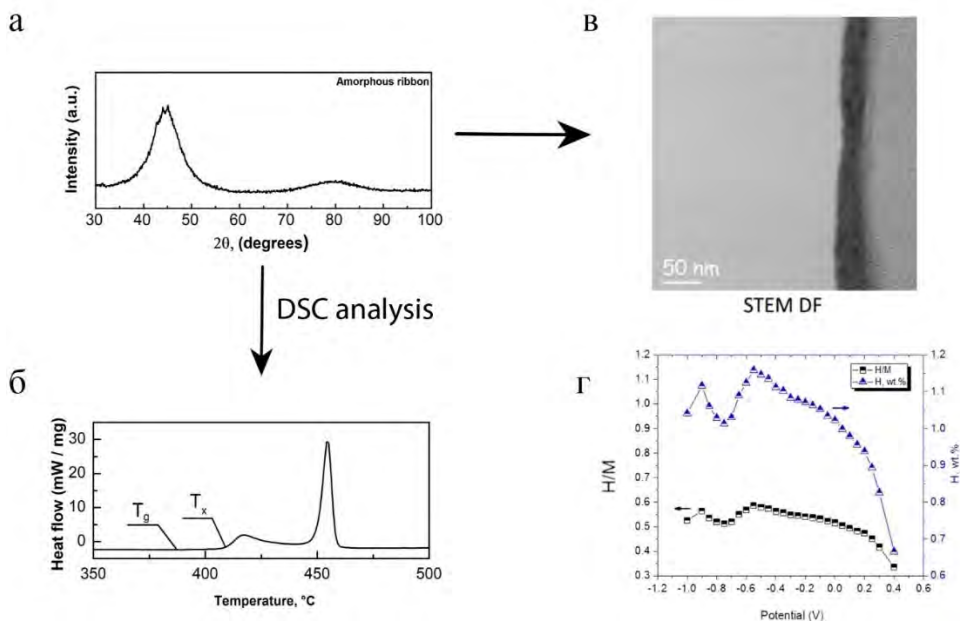 а
Amorphous ribbon
Intensity (a.u.)
30 40 50 60 70 80 90 100
2θ, (degrees)
DSC analysis
б
Heat flow (mW / mg)
30
20
10
0
Tg
Tx
350 400 450 500
Temperature, °C
в
50 nm
STEM DF
г
H/M
H, wt.%
H/M
1.2
1.1
1.0
0.9
0.8
0.7
0.6
0.5
0.4
0.3
1.2
1.1
1.0
0.9
0.8
0.7
0.6
H, wt.%
-1.0 -0.8 -0.6 -0.4 -0.2 0.0 0.2 0.4
Potential (V)